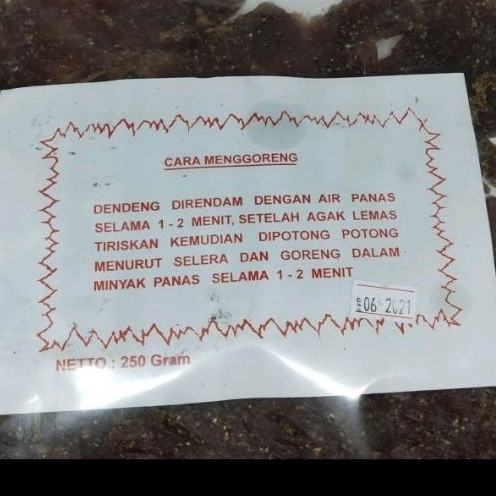 CARA MENGGORENG
DENDENG DIRENDAM DENGAN AIR PANAS
SELAMA 1 - 2 MENIT, SETELAH AGAK LEMAS
TIRISKAN KEMUDIAN DIPOTONG POTONG
MENURUT SELERA DAN GORENG DALAM
MINYAK PANAS SELAMA 1 - 2 MENIT
06-2021
NETTO : 250 Gram